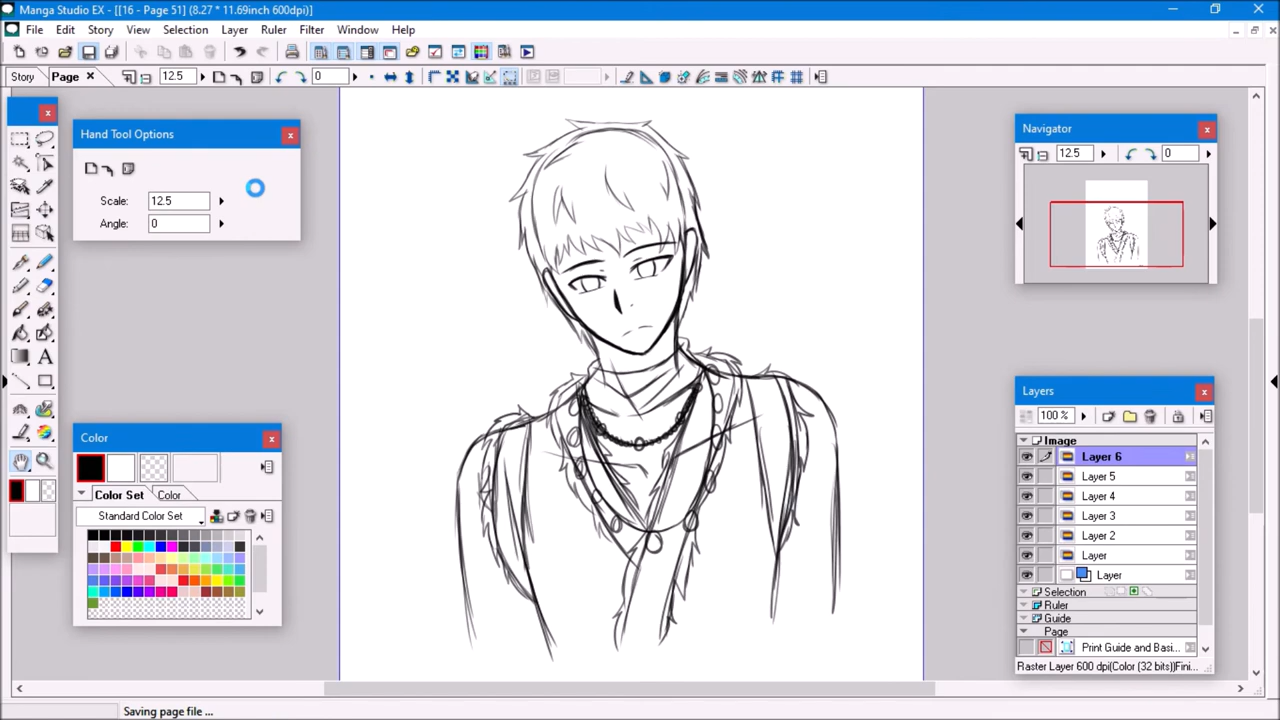 Manga Studio EX - [[16 - Page 51] (8.27 * 11.69inch 600dpi)]
File Edit Story View Selection Layer Ruler Filter Window Help
Story Page 12.5 0
Hand Tool Options
Scale: 12.5
Angle: 0
Color
Color Set Color
Standard Color Set
Navigator
12.5 0
Layers
100 %
Image
Layer 6
Layer 5
Layer 4
Layer 3
Layer 2
Layer
Layer
Selection
Ruler
Guide
Page
Print Guide and Basi...
Raster Layer 600 dpi(Color (32 bits))Fini
Saving page file ...